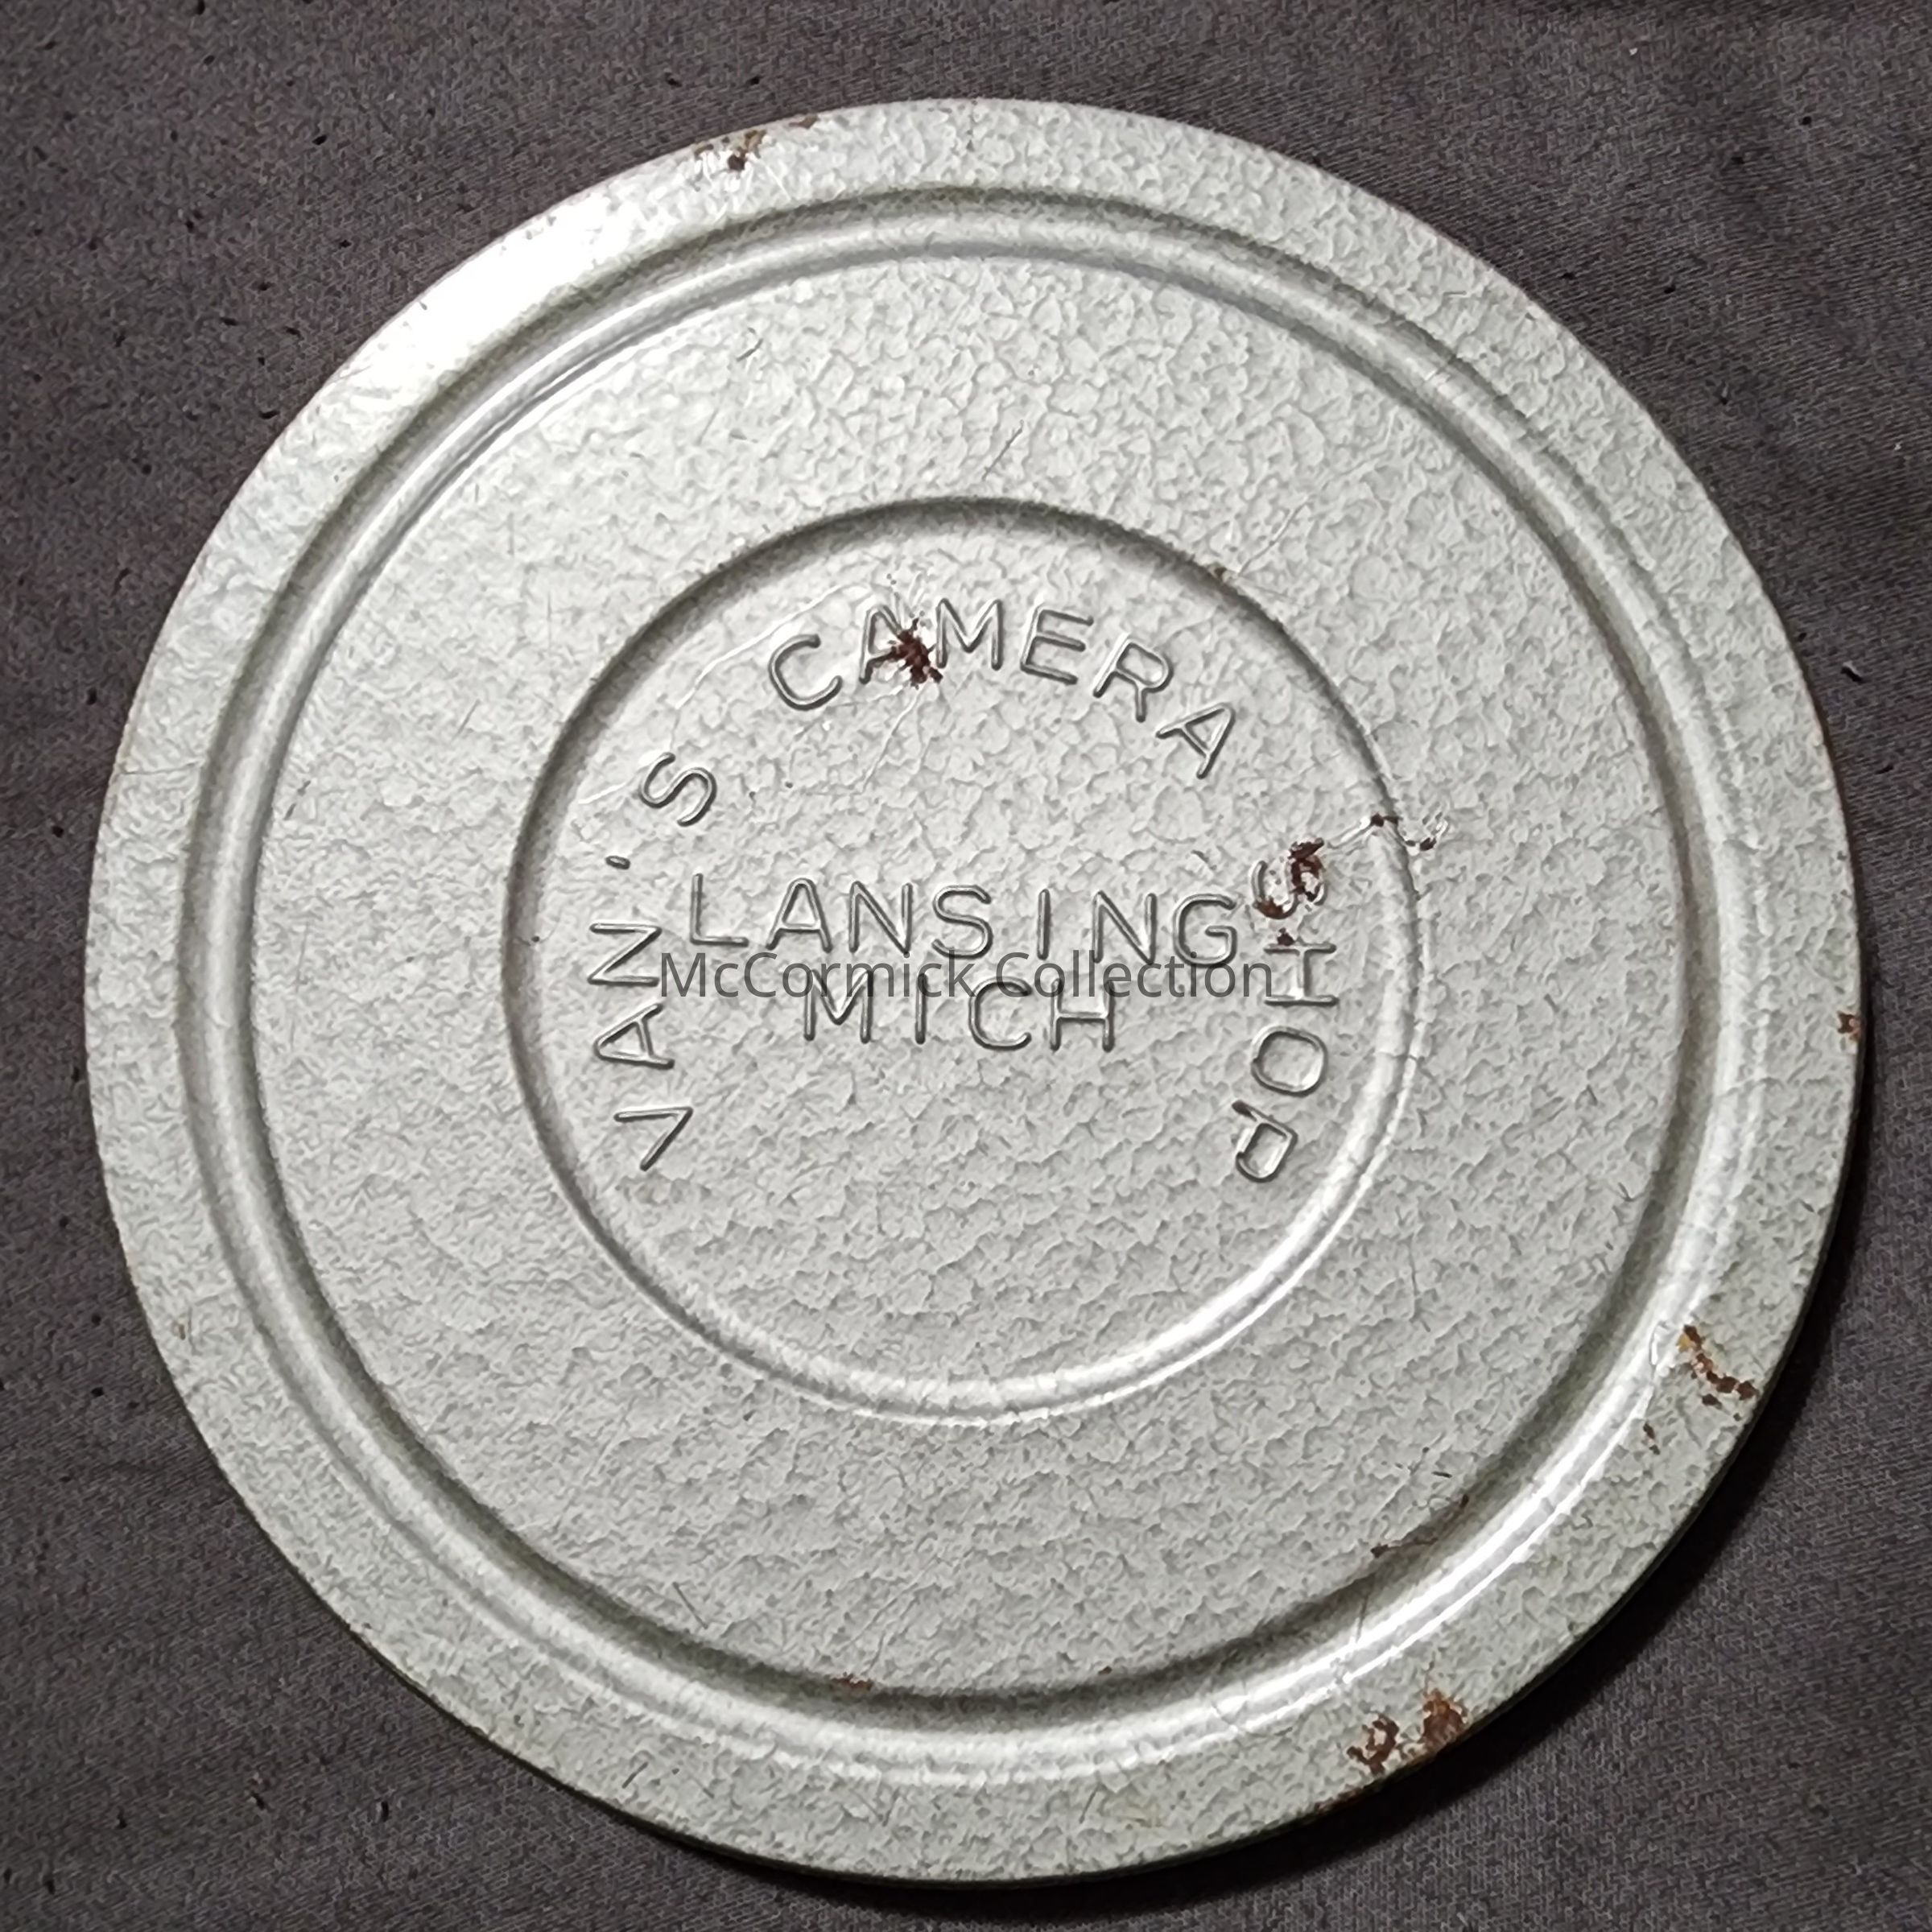 VAN'S CAMERA SHOP
LANSING
MICH
McCormick Collection